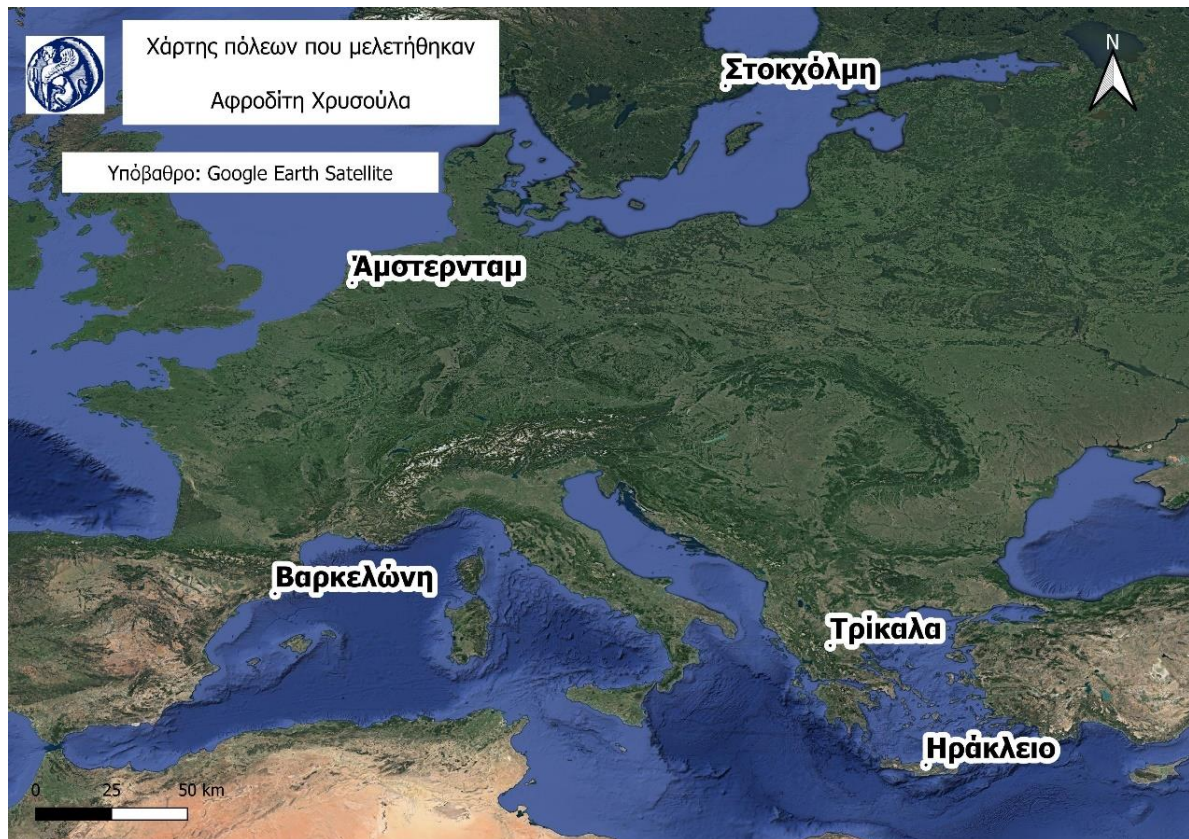 Χάρτης πόλεων που μελετήθηκαν
Αφροδίτη Χρυσούλα
Υπόβαθρο: Google Earth Satellite
N
Στοκχόλμη
Άμστερνταμ
Βαρκελώνη
Τρίκαλα
Ηράκλειο
0 25 50 km